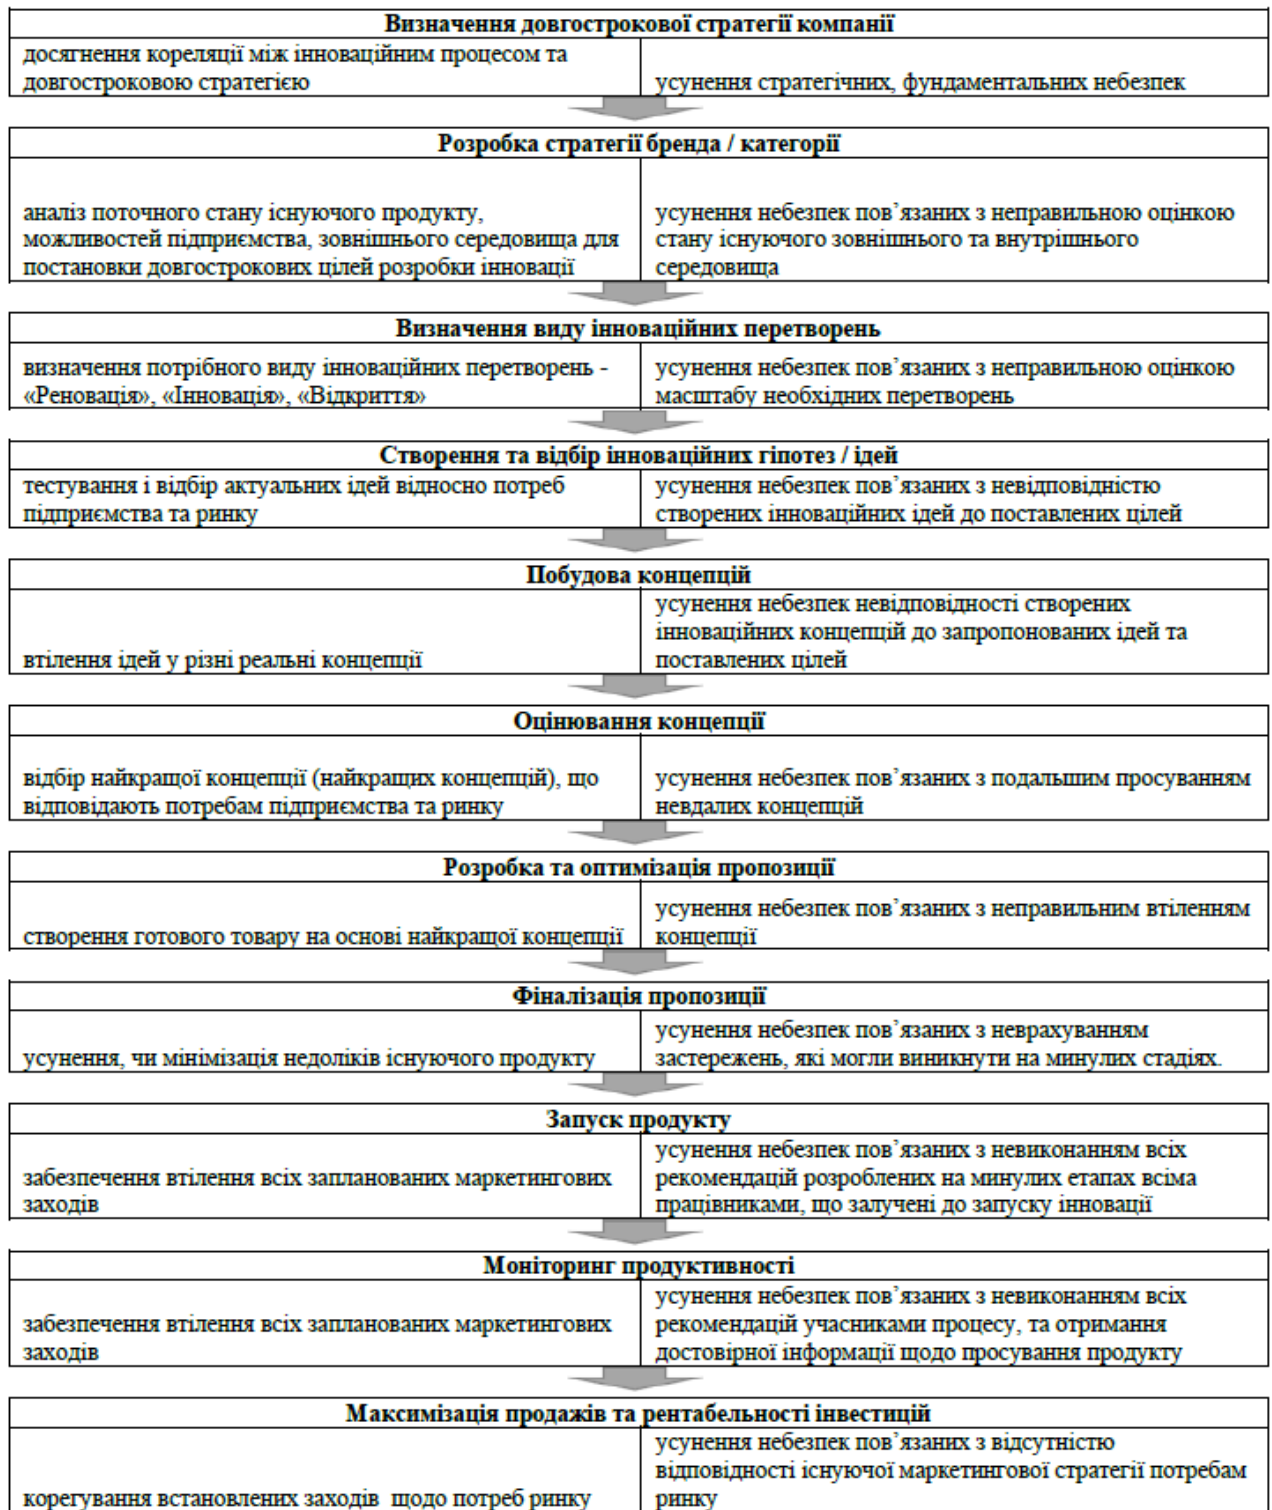 Визначення довгострокової стратегії компанії
досягнення кореляції між інноваційним процесом та
довгостроковою стратегією
усунення стратегічних, фундаментальних небезпек
Розробка стратегії бренда / категорії
аналіз поточного стану існуючого продукту,
можливостей підприємства, зовнішнього середовища для
постановки довгострокових цілей розробки інновації
усунення небезпек пов’язаних з неправильною оцінкою
стану існуючого зовнішнього та внутрішнього
середовища
Визначення виду інноваційних перетворень
визначення потрібного виду інноваційних перетворень -
«Реновація», «Інновація», «Відкриття»
усунення небезпек пов’язаних з неправильною оцінкою
масштабу необхідних перетворень
Створення та відбір інноваційних гіпотез / ідей
тестування і відбір актуальних ідей відносно потреб
підприємства та ринку
усунення небезпек пов’язаних з невідповідністю
створених інноваційних ідей до поставлених цілей
Побудова концепцій
втілення ідей у різні реальні концепції
усунення небезпек невідповідності створених
інноваційних концепцій до запропонованих ідей та
поставлених цілей
Оцінювання концепції
відбір найкращої концепції (найкращих концепцій), що
відповідають потребам підприємства та ринку
усунення небезпек пов’язаних з подальшим просуванням
невдалих концепцій
Розробка та оптимізація пропозиції
створення готового товару на основі найкращої концепції
усунення небезпек пов’язаних з неправильним втіленням
концепції
Фіналізація пропозиції
усунення, чи мінімізація недоліків існуючого продукту
усунення небезпек пов’язаних з неврахуванням
застережень, які могли виникнути на минулих стадіях.
Запуск продукту
забезпечення втілення всіх запланованих маркетингових
заходів
усунення небезпек пов’язаних з невиконанням всіх
рекомендацій розроблених на минулих етапах всіма
працівниками, що залучені до запуску інновації
Моніторинг продуктивності
забезпечення втілення всіх запланованих маркетингових
заходів
усунення небезпек пов’язаних з невиконанням всіх
рекомендацій учасниками процесу, та отримання
достовірної інформації щодо просування продукту
Максимізація продажів та рентабельності інвестицій
корегування встановлених заходів щодо потреб ринку
усунення небезпек пов’язаних з відсутністю
відповідності існуючої маркетингової стратегії потребам
ринку